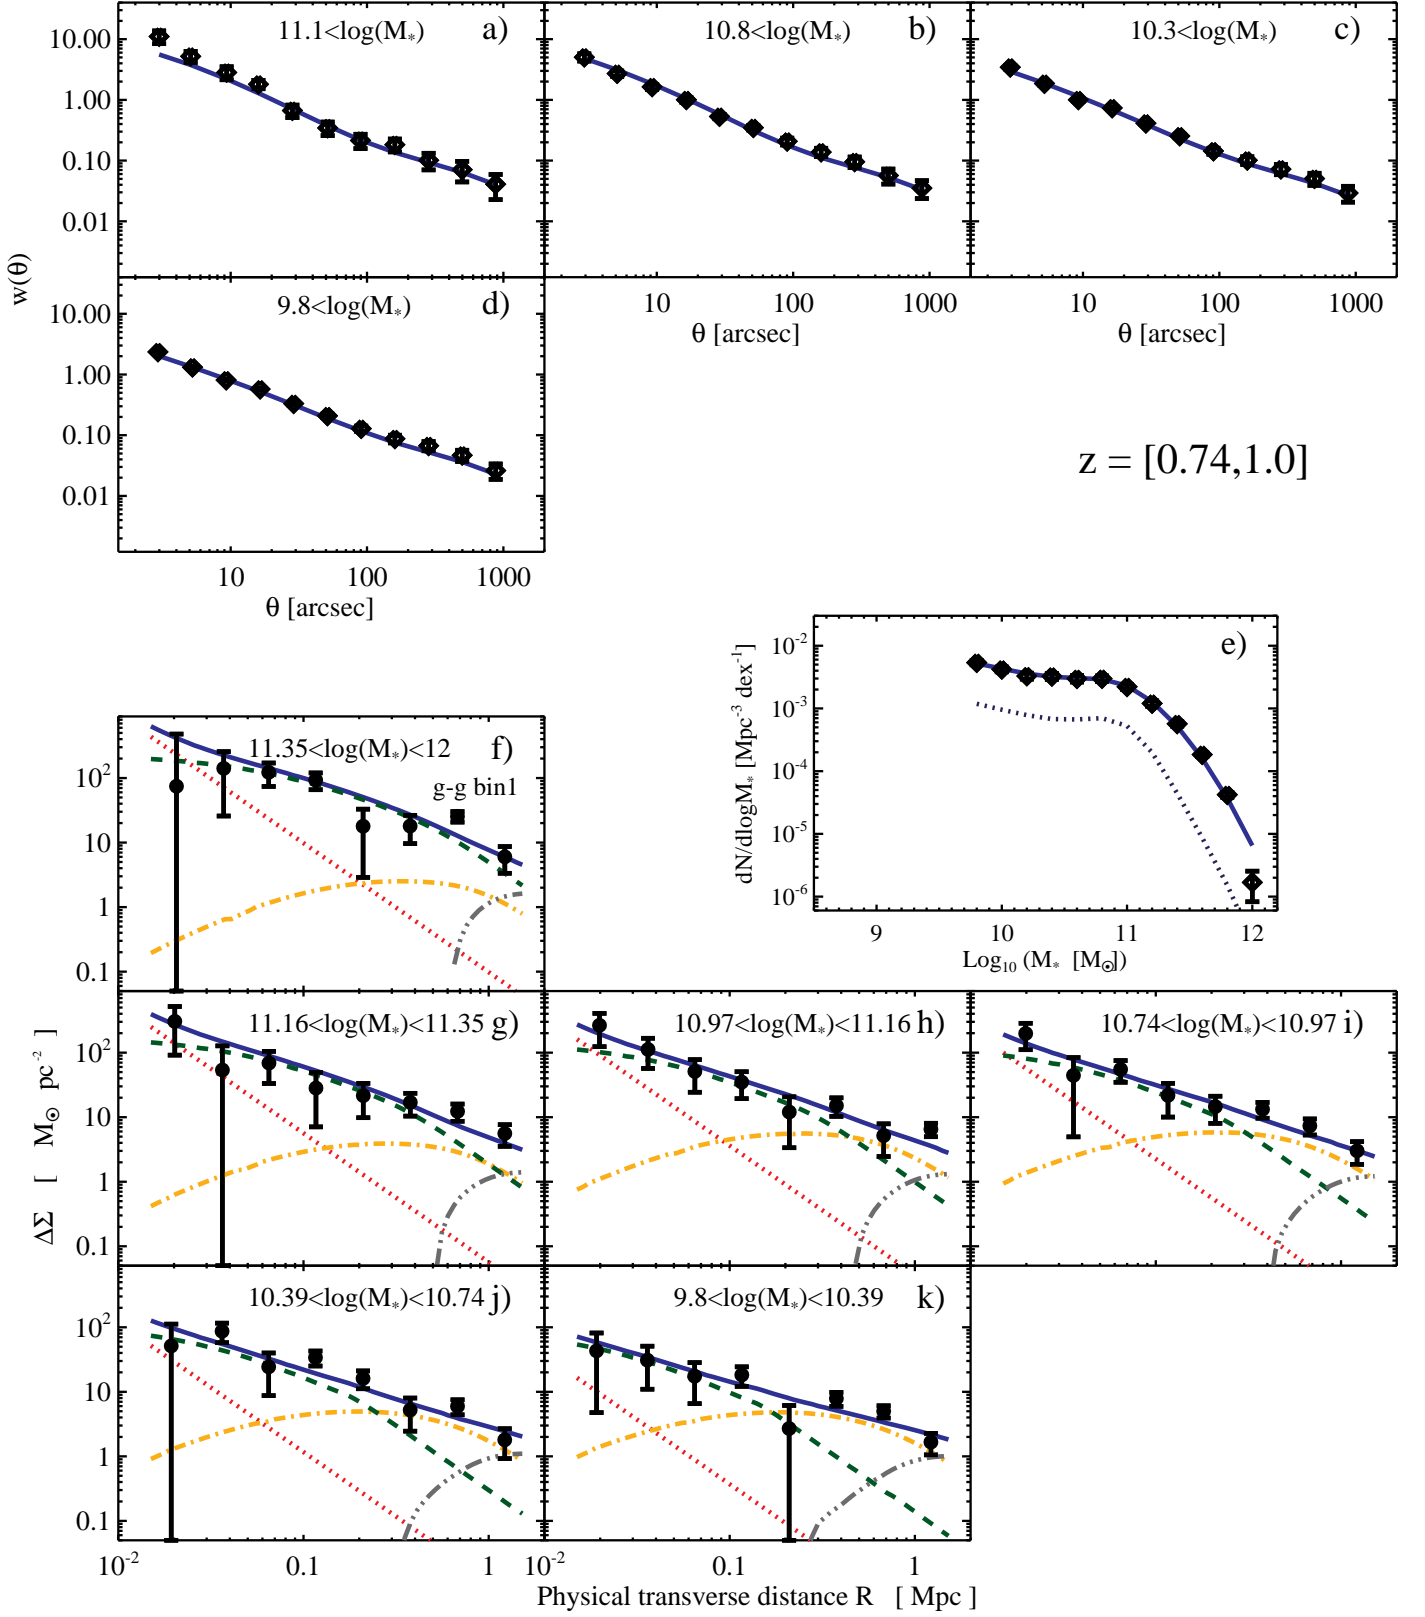 11.1<log(M*) a)
10.8<log(M*) b)
10.3<log(M*) c)
10.00
1.00
0.10
0.01
w(θ)
10 100 1000
θ [arcsec]
10 100 1000
θ [arcsec]
9.8<log(M*) d)
10.00
1.00
0.10
0.01
10 100 1000
θ [arcsec]
z = [0.74,1.0]
e)
dN/dlogM* [Mpc⁻³ dex⁻¹]
10⁻²
10⁻³
10⁻⁴
10⁻⁵
10⁻⁶
9 10 11 12
Log₁₀ (M* [M⊙])
11.35<log(M*)<12 f)
g-g bin1
10²
10
1
0.1
11.16<log(M*)<11.35 g)
10.97<log(M*)<11.16 h)
10.74<log(M*)<10.97 i)
10²
10
1
0.1
ΔΣ [ M⊙ pc⁻² ]
10.39<log(M*)<10.74 j)
9.8<log(M*)<10.39 k)
10²
10
1
0.1
10⁻² 0.1 1
10⁻² 0.1 1
Physical transverse distance R [ Mpc ]